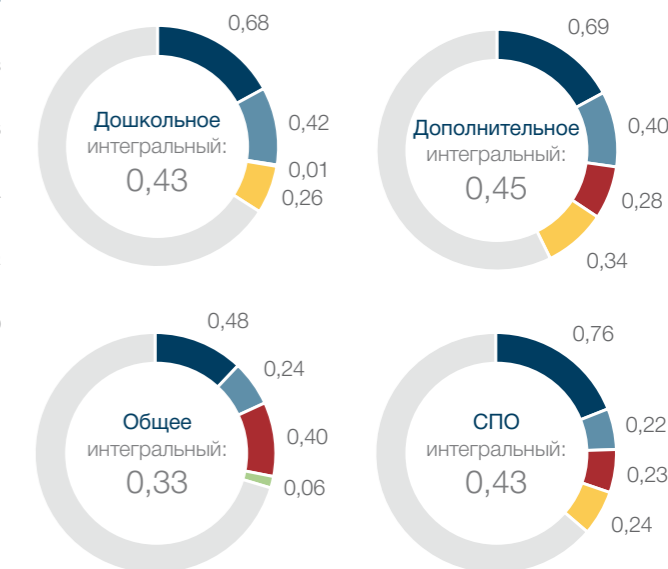 0,68
Дошкольное
интегральный:
0,43
0,42
0,01
0,26
0,69
Дополнительное
интегральный:
0,45
0,40
0,28
0,34
0,48
Общее
интегральный:
0,33
0,24
0,40
0,06
0,76
СПО
интегральный:
0,43
0,22
0,23
0,24